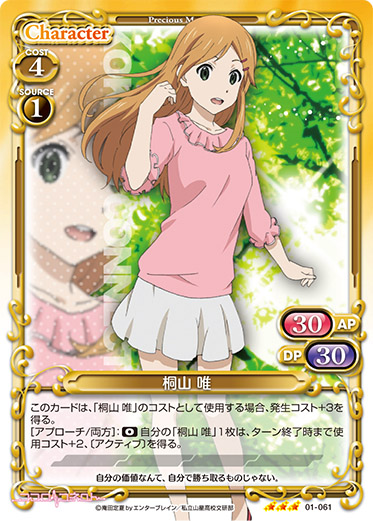 Precious M
Character
COST
4
SOURCE
1
30 AP
DP 30
桐山 唯
このカードは、「桐山 唯」のコストとして使用する場合、発生コスト+3を
得る。
[アプローチ/両方]：自分の「桐山 唯」1枚は、ターン終了時まで使
用コスト+2、〔アクティブ〕を得る。
自分の価値なんて、自分で勝ち取るものじゃない。
ココロコネクト
★★★ 01-061
©庵田定夏 by エンターブレイン／私立山星高校文研部